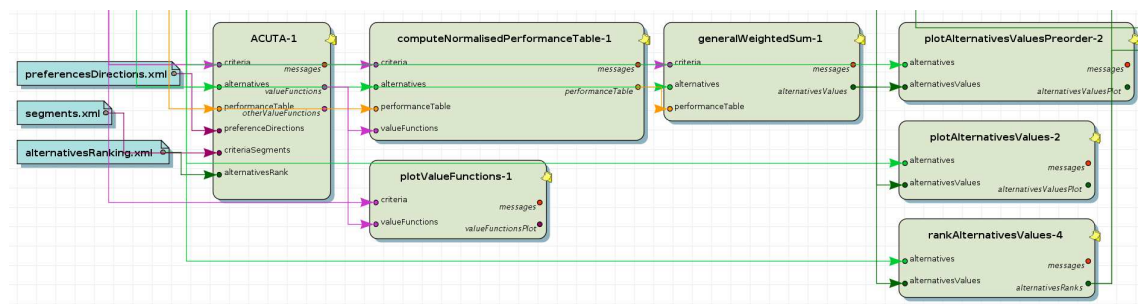 preferencesDirections.xml
segments.xml
alternativesRanking.xml
ACUTA-1
criteria
messages
alternatives
valueFunctions
performanceTable
otherValueFunctions
preferenceDirections
criteriaSegments
alternativesRank
computeNormalisedPerformanceTable-1
criteria
messages
alternatives
performanceTable
performanceTable
valueFunctions
plotValueFunctions-1
criteria
messages
valueFunctions
valueFunctionsPlot
generalWeightedSum-1
criteria
messages
alternatives
alternativesValues
performanceTable
plotAlternativesValuesPreorder-2
alternatives
messages
alternativesValues
alternativesValuesPlot
plotAlternativesValues-2
alternatives
messages
alternativesValues
alternativesValuesPlot
rankAlternativesValues-4
alternatives
messages
alternativesValues
alternativesRanks